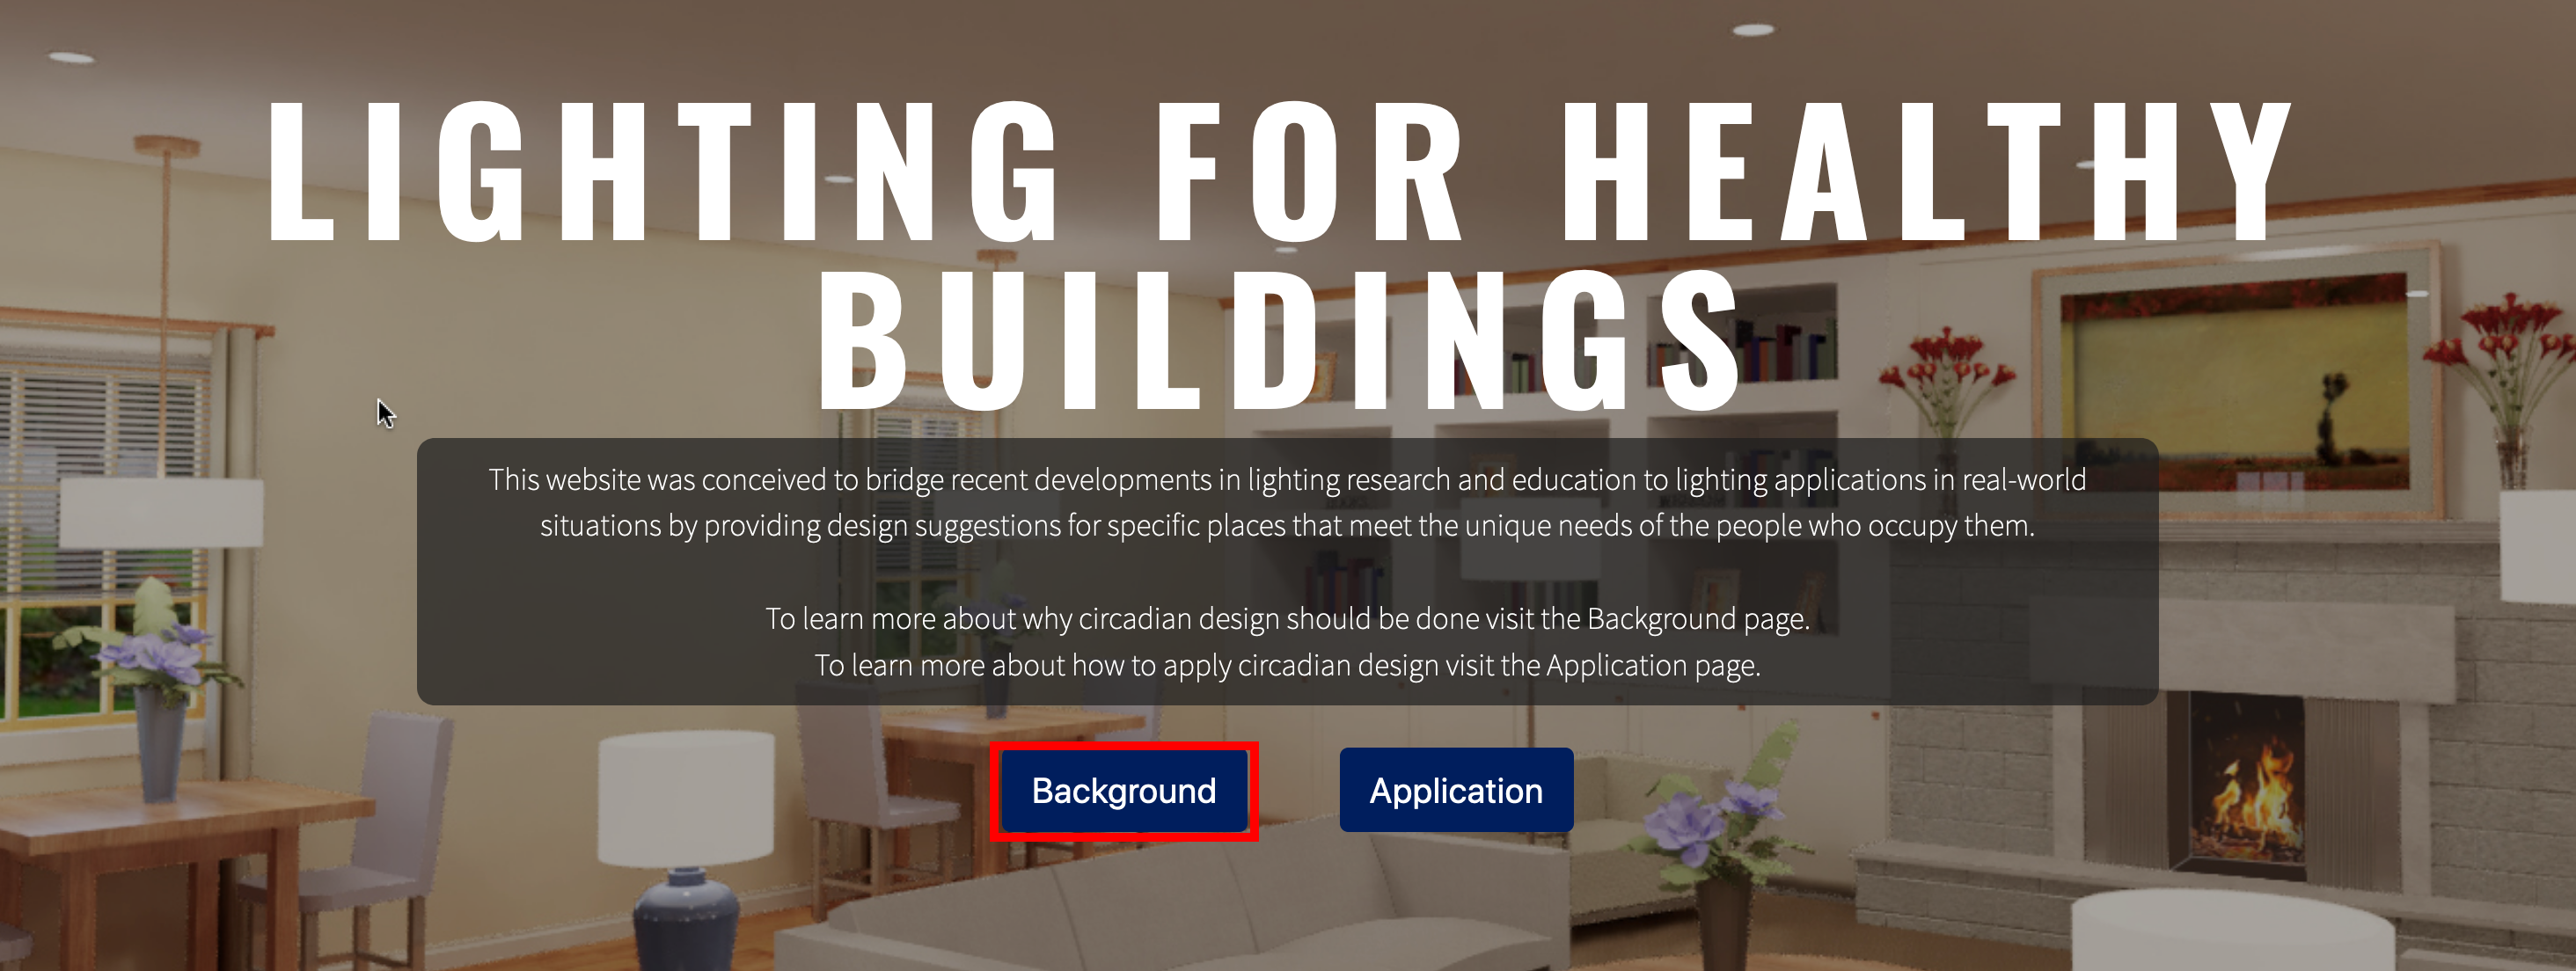 LIGHTING FOR HEALTHY
BUILDINGS
This website was conceived to bridge recent developments in lighting research and education to lighting applications in real-world
situations by providing design suggestions for specific places that meet the unique needs of the people who occupy them.
To learn more about why circadian design should be done visit the Background page.
To learn more about how to apply circadian design visit the Application page.
Background
Application